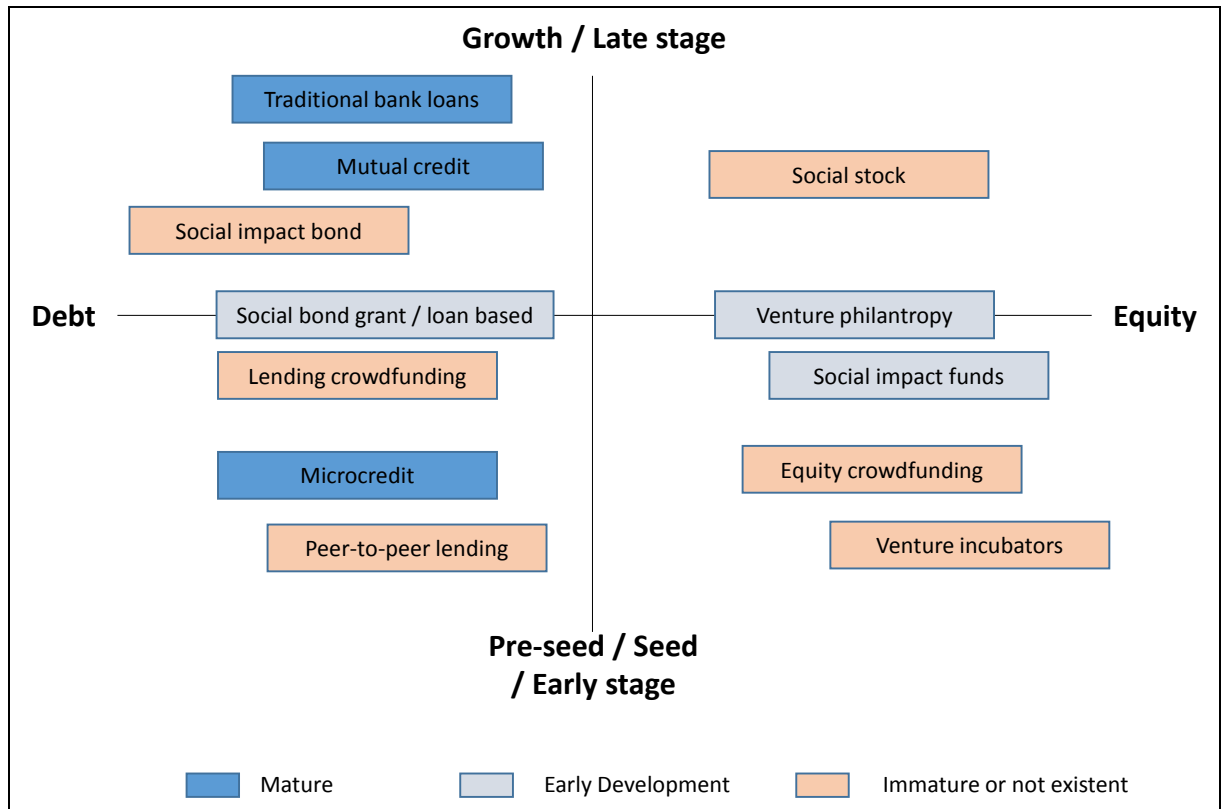 Growth / Late stage
Traditional bank loans
Mutual credit
Social stock
Social impact bond
Debt
Social bond grant / loan based
Venture philantropy
Equity
Lending crowdfunding
Social impact funds
Microcredit
Equity crowdfunding
Peer-to-peer lending
Venture incubators
Pre-seed / Seed
/ Early stage
Mature
Early Development
Immature or not existent